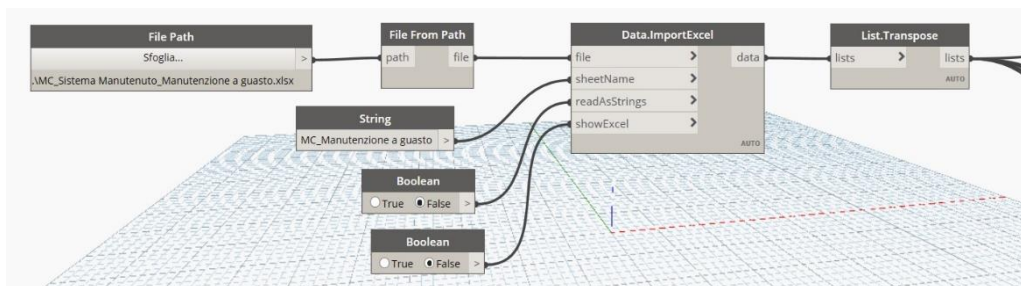 File Path
Sfoglia... >
.\MC_Sistema Manutenuto_Manutenzione a guasto.xlsx
File From Path
path file
Data.ImportExcel
file > data
sheetName >
readAsStrings >
showExcel >
AUTO
List.Transpose
lists > lists
AUTO
String
MC_Manutenzione a guasto >
Boolean
True False >
Boolean
True False >